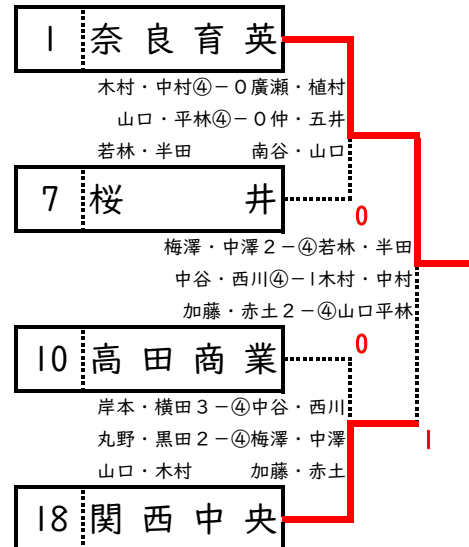 1 奈良育英
木村・中村④－0廣瀬・植村
山口・平林④－0仲・五井
若林・半田 南谷・山口
7 桜井
0
梅澤・中澤2－④若林・半田
中谷・西川④－1木村・中村
加藤・赤土2－④山口平林
0
10 高田商業
岸本・横田3－④中谷・西川
丸野・黒田2－④梅澤・中澤
1
山口・木村 加藤・赤土
18 関西中央